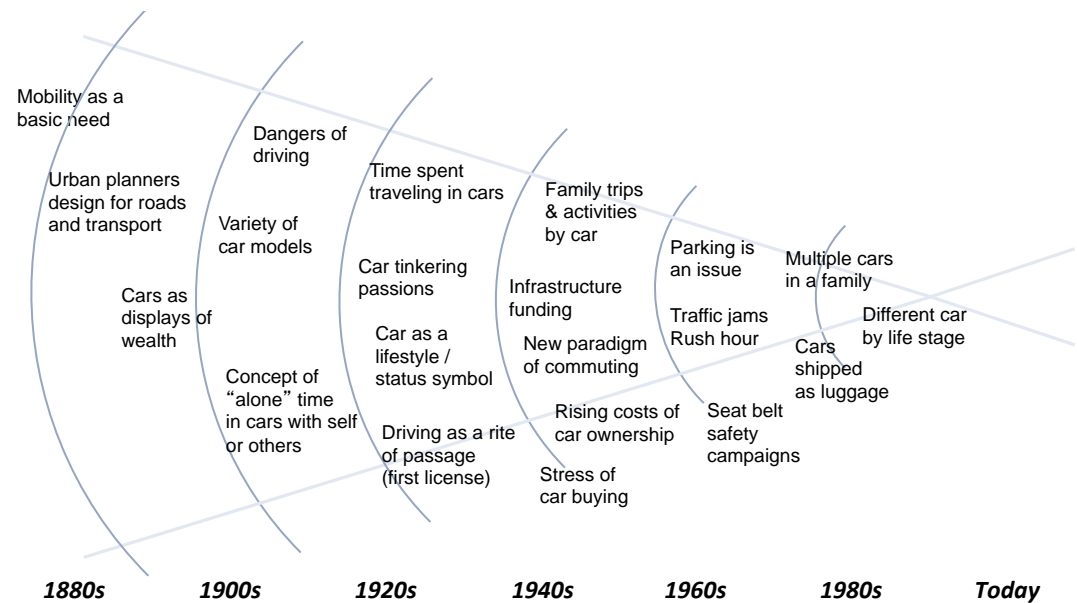 Mobility as a
basic need
Urban planners
design for roads
and transport
Cars as
displays of
wealth
Dangers of
driving
Variety of
car models
Concept of
“alone” time
in cars with self
or others
Time spent
traveling in cars
Car tinkering
passions
Car as a
lifestyle /
status symbol
Driving as a rite
of passage
(first license)
Family trips
& activities
by car
Infrastructure
funding
New paradigm
of commuting
Rising costs of
car ownership
Stress of
car buying
Parking is
an issue
Traffic jams
Rush hour
Seat belt
safety
campaigns
Multiple cars
in a family
Cars
shipped
as luggage
Different car
by life stage
1880s
1900s
1920s
1940s
1960s
1980s
Today